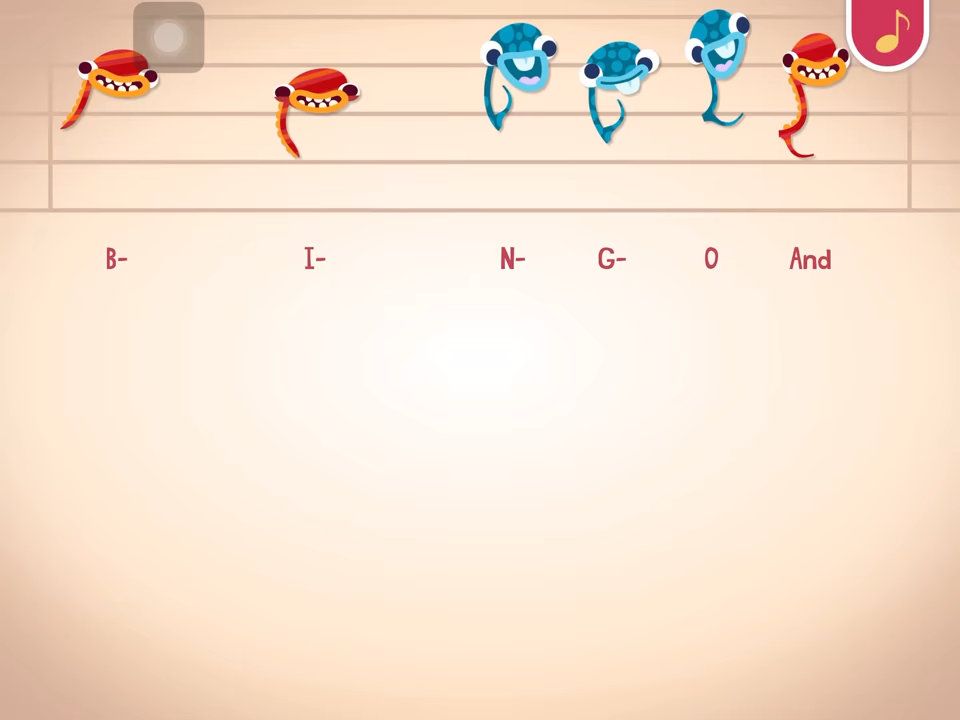 B- I- N- G- O And